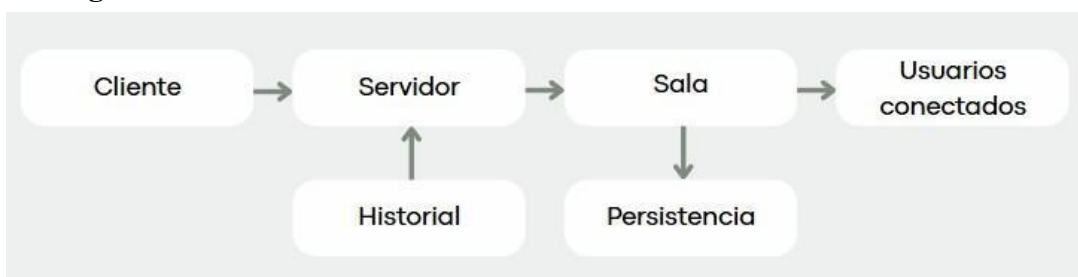 Cliente
Servidor
Sala
Usuarios
conectados
Historial
Persistencia